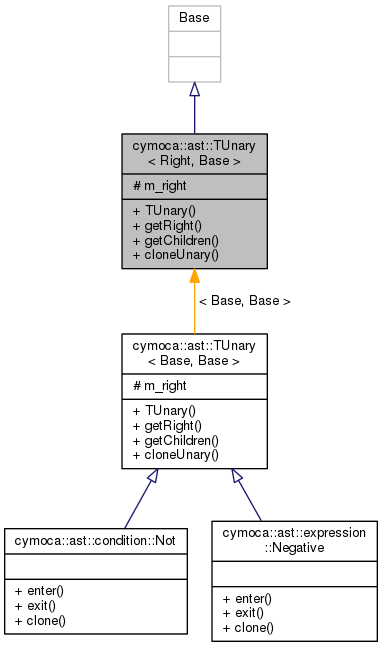 Base
cymoca::ast::TUnary
< Right, Base >
# m_right
+ TUnary()
+ getRight()
+ getChildren()
+ cloneUnary()
< Base, Base >
cymoca::ast::TUnary
< Base, Base >
# m_right
+ TUnary()
+ getRight()
+ getChildren()
+ cloneUnary()
cymoca::ast::condition::Not
+ enter()
+ exit()
+ clone()
cymoca::ast::expression
::Negative
+ enter()
+ exit()
+ clone()